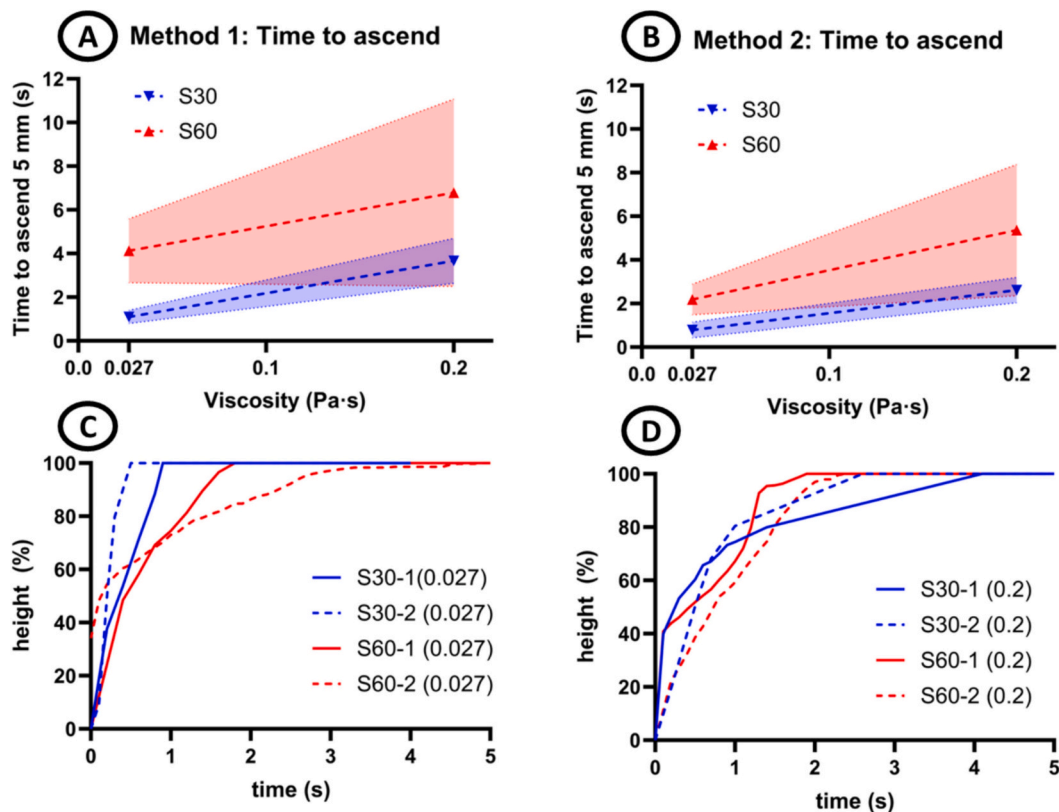 A
Method 1: Time to ascend
Time to ascend 5 mm (s)
12
10
8
6
4
2
0
S30
S60
0.0
0.027
0.1
0.2
Viscosity (Pa·s)
B
Method 2: Time to ascend
Time to ascend 5 mm (s)
12
10
8
6
4
2
0
S30
S60
0.0
0.027
0.1
0.2
Viscosity (Pa·s)
C
height (%)
100
80
60
40
20
0
S30-1(0.027)
S30-2 (0.027)
S60-1 (0.027)
S60-2 (0.027)
0
1
2
3
4
5
time (s)
D
height (%)
100
80
60
40
20
0
S30-1 (0.2)
S30-2 (0.2)
S60-1 (0.2)
S60-2 (0.2)
0
1
2
3
4
5
time (s)